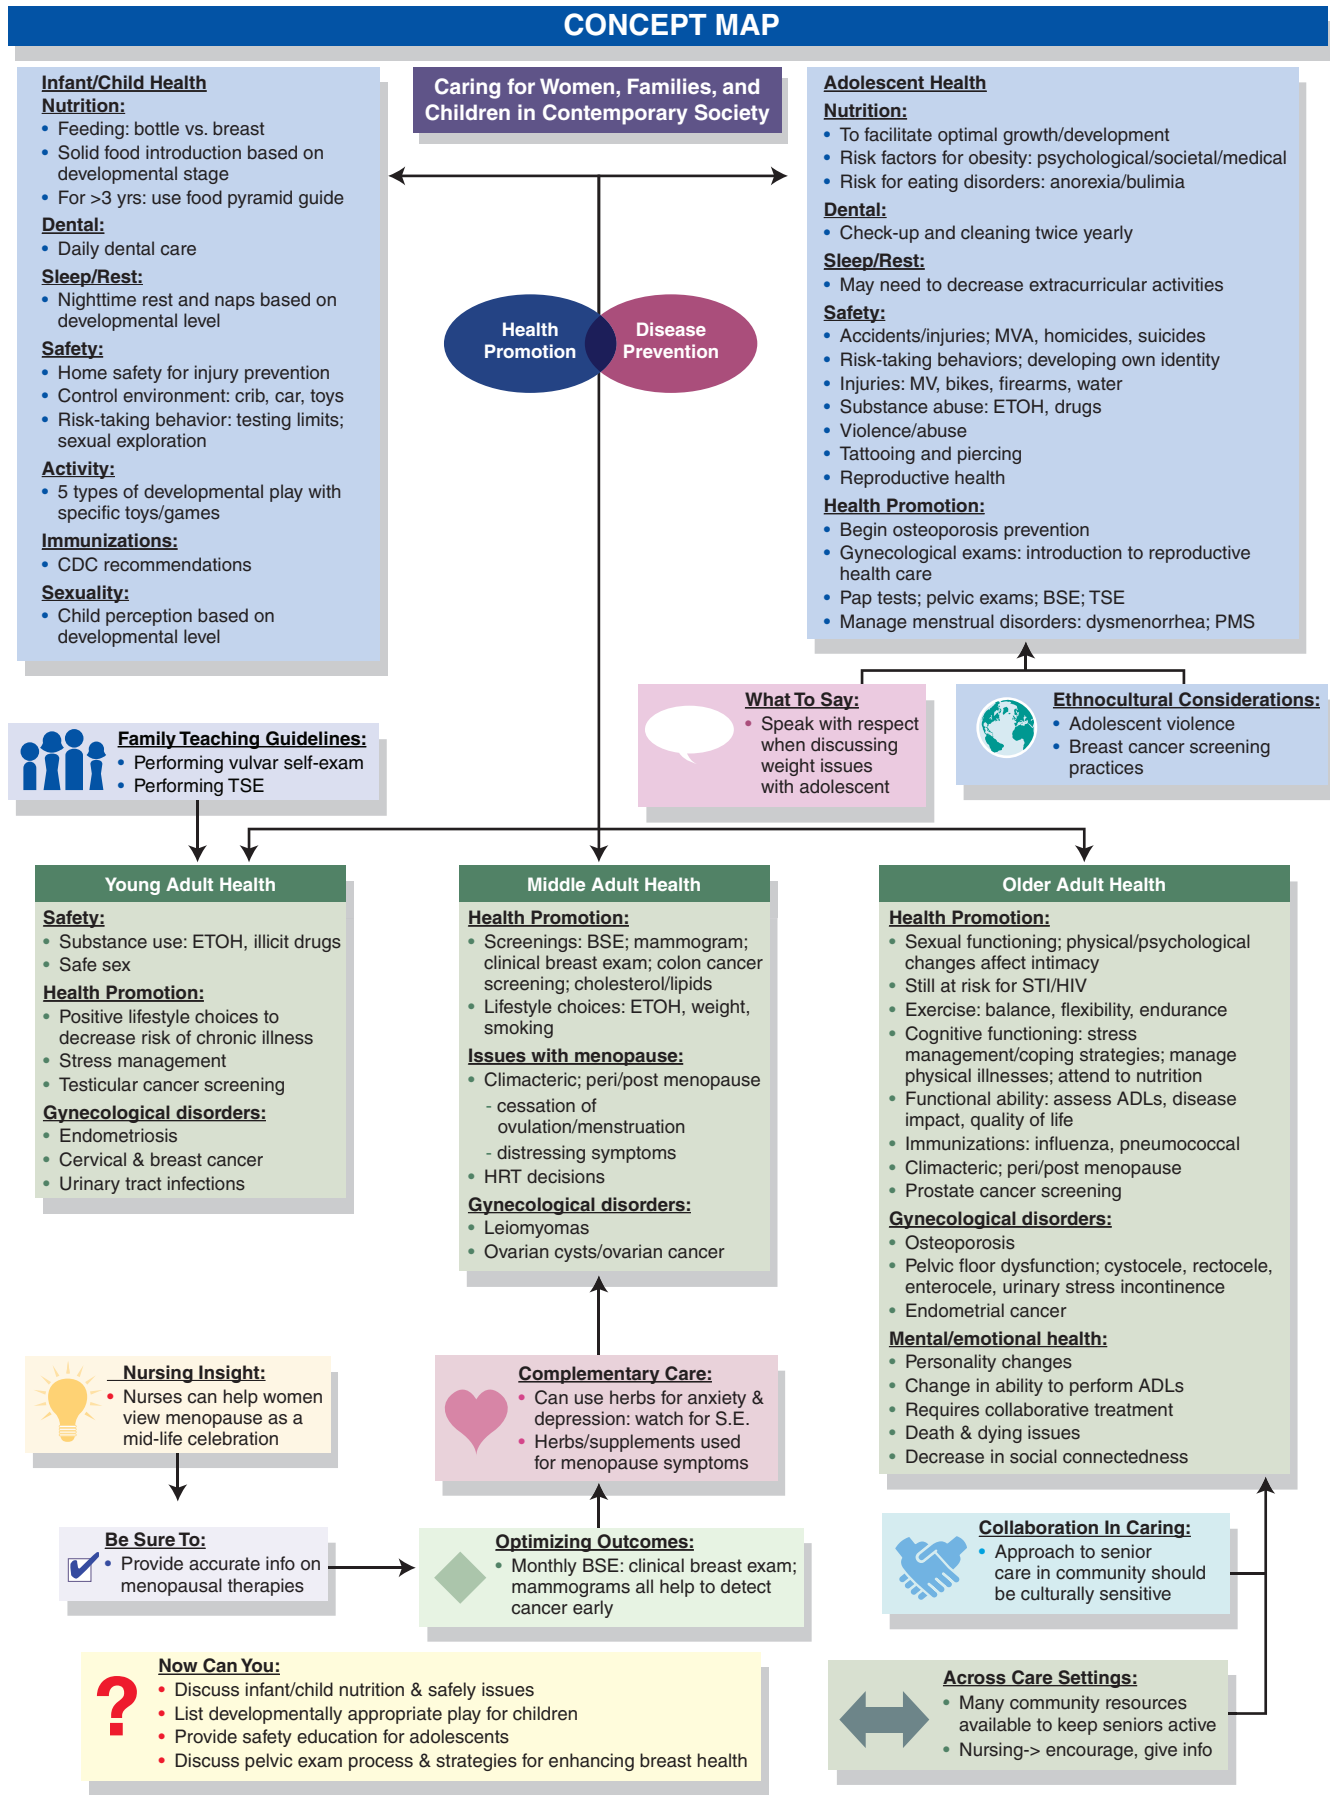 CONCEPT MAP
Infant/Child Health
Nutrition:
• Feeding: bottle vs. breast
• Solid food introduction based on
developmental stage
• For >3 yrs: use food pyramid guide
Dental:
• Daily dental care
Sleep/Rest:
• Nighttime rest and naps based on
developmental level
Safety:
• Home safety for injury prevention
• Control environment: crib, car, toys
• Risk-taking behavior: testing limits;
sexual exploration
Activity:
• 5 types of developmental play with
specific toys/games
Immunizations:
• CDC recommendations
Sexuality:
• Child perception based on
developmental level
Caring for Women, Families, and
Children in Contemporary Society
Health
Promotion
Disease
Prevention
Adolescent Health
Nutrition:
• To facilitate optimal growth/development
• Risk factors for obesity: psychological/societal/medical
• Risk for eating disorders: anorexia/bulimia
Dental:
• Check-up and cleaning twice yearly
Sleep/Rest:
• May need to decrease extracurricular activities
Safety:
• Accidents/injuries; MVA, homicides, suicides
• Risk-taking behaviors; developing own identity
• Injuries: MV, bikes, firearms, water
• Substance abuse: ETOH, drugs
• Violence/abuse
• Tattooing and piercing
• Reproductive health
Health Promotion:
• Begin osteoporosis prevention
• Gynecological exams: introduction to reproductive
health care
• Pap tests; pelvic exams; BSE; TSE
• Manage menstrual disorders: dysmenorrhea; PMS
What To Say:
• Speak with respect
when discussing
weight issues
with adolescent
Ethnocultural Considerations:
• Adolescent violence
• Breast cancer screening
practices
Family Teaching Guidelines:
• Performing vulvar self-exam
• Performing TSE
Young Adult Health
Safety:
• Substance use: ETOH, illicit drugs
• Safe sex
Health Promotion:
• Positive lifestyle choices to
decrease risk of chronic illness
• Stress management
• Testicular cancer screening
Gynecological disorders:
• Endometriosis
• Cervical & breast cancer
• Urinary tract infections
Middle Adult Health
Health Promotion:
• Screenings: BSE; mammogram;
clinical breast exam; colon cancer
screening; cholesterol/lipids
• Lifestyle choices: ETOH, weight,
smoking
Issues with menopause:
• Climacteric; peri/post menopause
- cessation of
ovulation/menstruation
- distressing symptoms
• HRT decisions
Gynecological disorders:
• Leiomyomas
• Ovarian cysts/ovarian cancer
Older Adult Health
Health Promotion:
• Sexual functioning; physical/psychological
changes affect intimacy
• Still at risk for STI/HIV
• Exercise: balance, flexibility, endurance
• Cognitive functioning: stress
management/coping strategies; manage
physical illnesses; attend to nutrition
• Functional ability: assess ADLs, disease
impact, quality of life
• Immunizations: influenza, pneumococcal
• Climacteric; peri/post menopause
• Prostate cancer screening
Gynecological disorders:
• Osteoporosis
• Pelvic floor dysfunction; cystocele, rectocele,
enterocele, urinary stress incontinence
• Endometrial cancer
Mental/emotional health:
• Personality changes
• Change in ability to perform ADLs
• Requires collaborative treatment
• Death & dying issues
• Decrease in social connectedness
Nursing Insight:
• Nurses can help women
view menopause as a
mid-life celebration
Complementary Care:
• Can use herbs for anxiety &
depression: watch for S.E.
• Herbs/supplements used
for menopause symptoms
Be Sure To:
• Provide accurate info on
menopausal therapies
Optimizing Outcomes:
• Monthly BSE: clinical breast exam;
mammograms all help to detect
cancer early
Collaboration In Caring:
• Approach to senior
care in community should
be culturally sensitive
?
Now Can You:
• Discuss infant/child nutrition & safely issues
• List developmentally appropriate play for children
• Provide safety education for adolescents
• Discuss pelvic exam process & strategies for enhancing breast health
Across Care Settings:
• Many community resources
available to keep seniors active
• Nursing-> encourage, give info